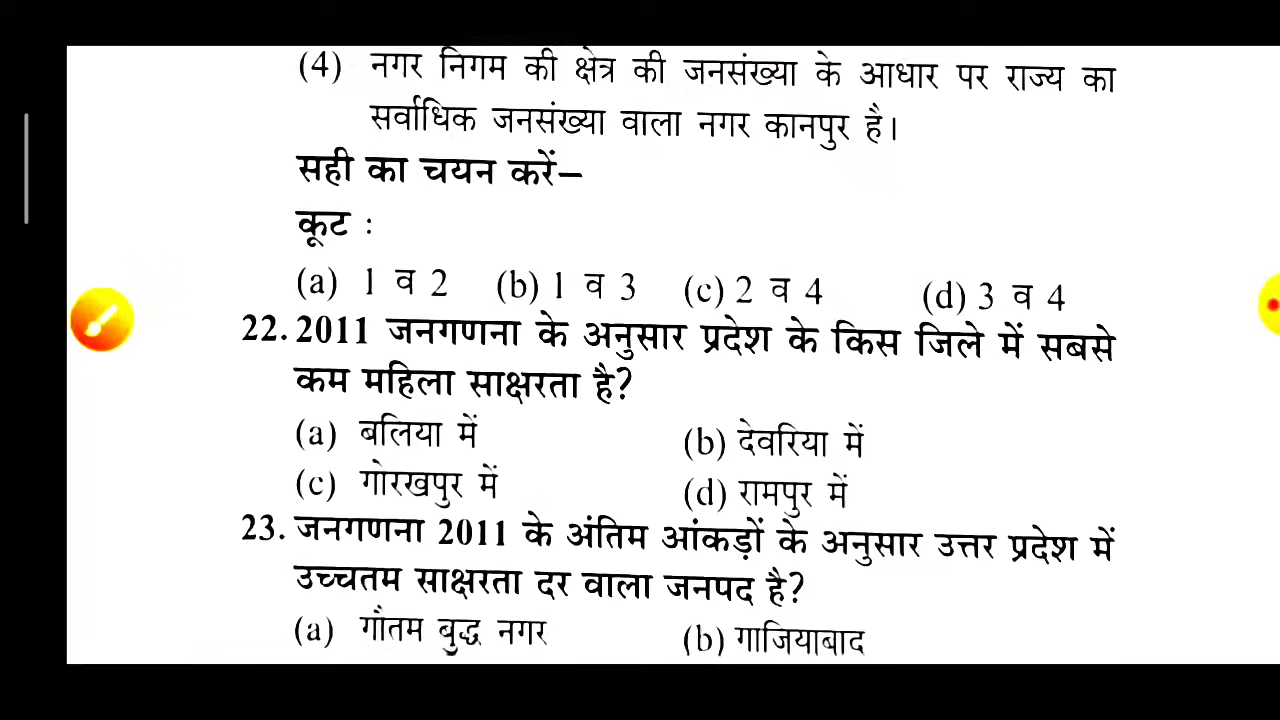 (4) नगर निगम की क्षेत्र की जनसंख्या के आधार पर राज्य का
सर्वाधिक जनसंख्या वाला नगर कानपुर है।
सही का चयन करें–
कूट :
(a) 1 व 2 (b) 1 व 3 (c) 2 व 4 (d) 3 व 4
22. 2011 जनगणना के अनुसार प्रदेश के किस जिले में सबसे
कम महिला साक्षरता है?
(a) बलिया में (b) देवरिया में
(c) गोरखपुर में (d) रामपुर में
23. जनगणना 2011 के अंतिम आंकड़ों के अनुसार उत्तर प्रदेश में
उच्चतम साक्षरता दर वाला जनपद है?
(a) गौतम बुद्ध नगर (b) गाजियाबाद